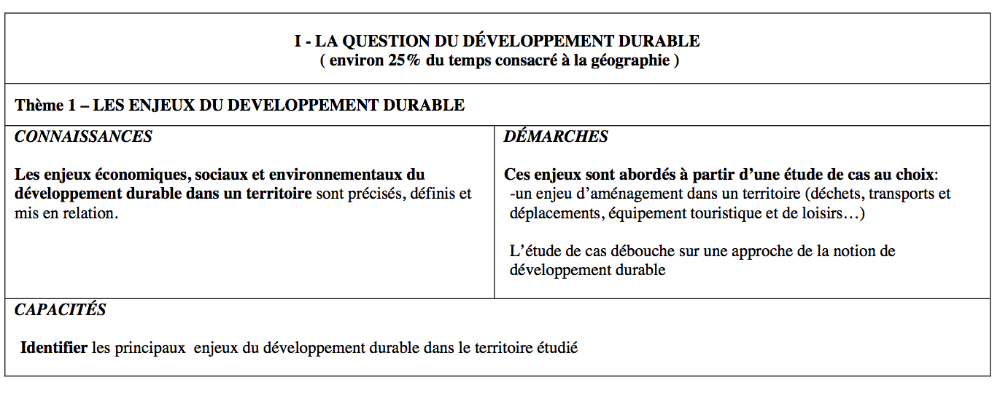 I - LA QUESTION DU DÉVELOPPEMENT DURABLE
( environ 25% du temps consacré à la géographie )
Thème 1 – LES ENJEUX DU DEVELOPPEMENT DURABLE
CONNAISSANCES
Les enjeux économiques, sociaux et environnementaux du
développement durable dans un territoire sont précisés, définis et
mis en relation.
DÉMARCHES
Ces enjeux sont abordés à partir d’une étude de cas au choix:
-un enjeu d’aménagement dans un territoire (déchets, transports et
déplacements, équipement touristique et de loisirs…)
L’étude de cas débouche sur une approche de la notion de
développement durable
CAPACITÉS
Identifier les principaux  enjeux du développement durable dans le territoire étudié